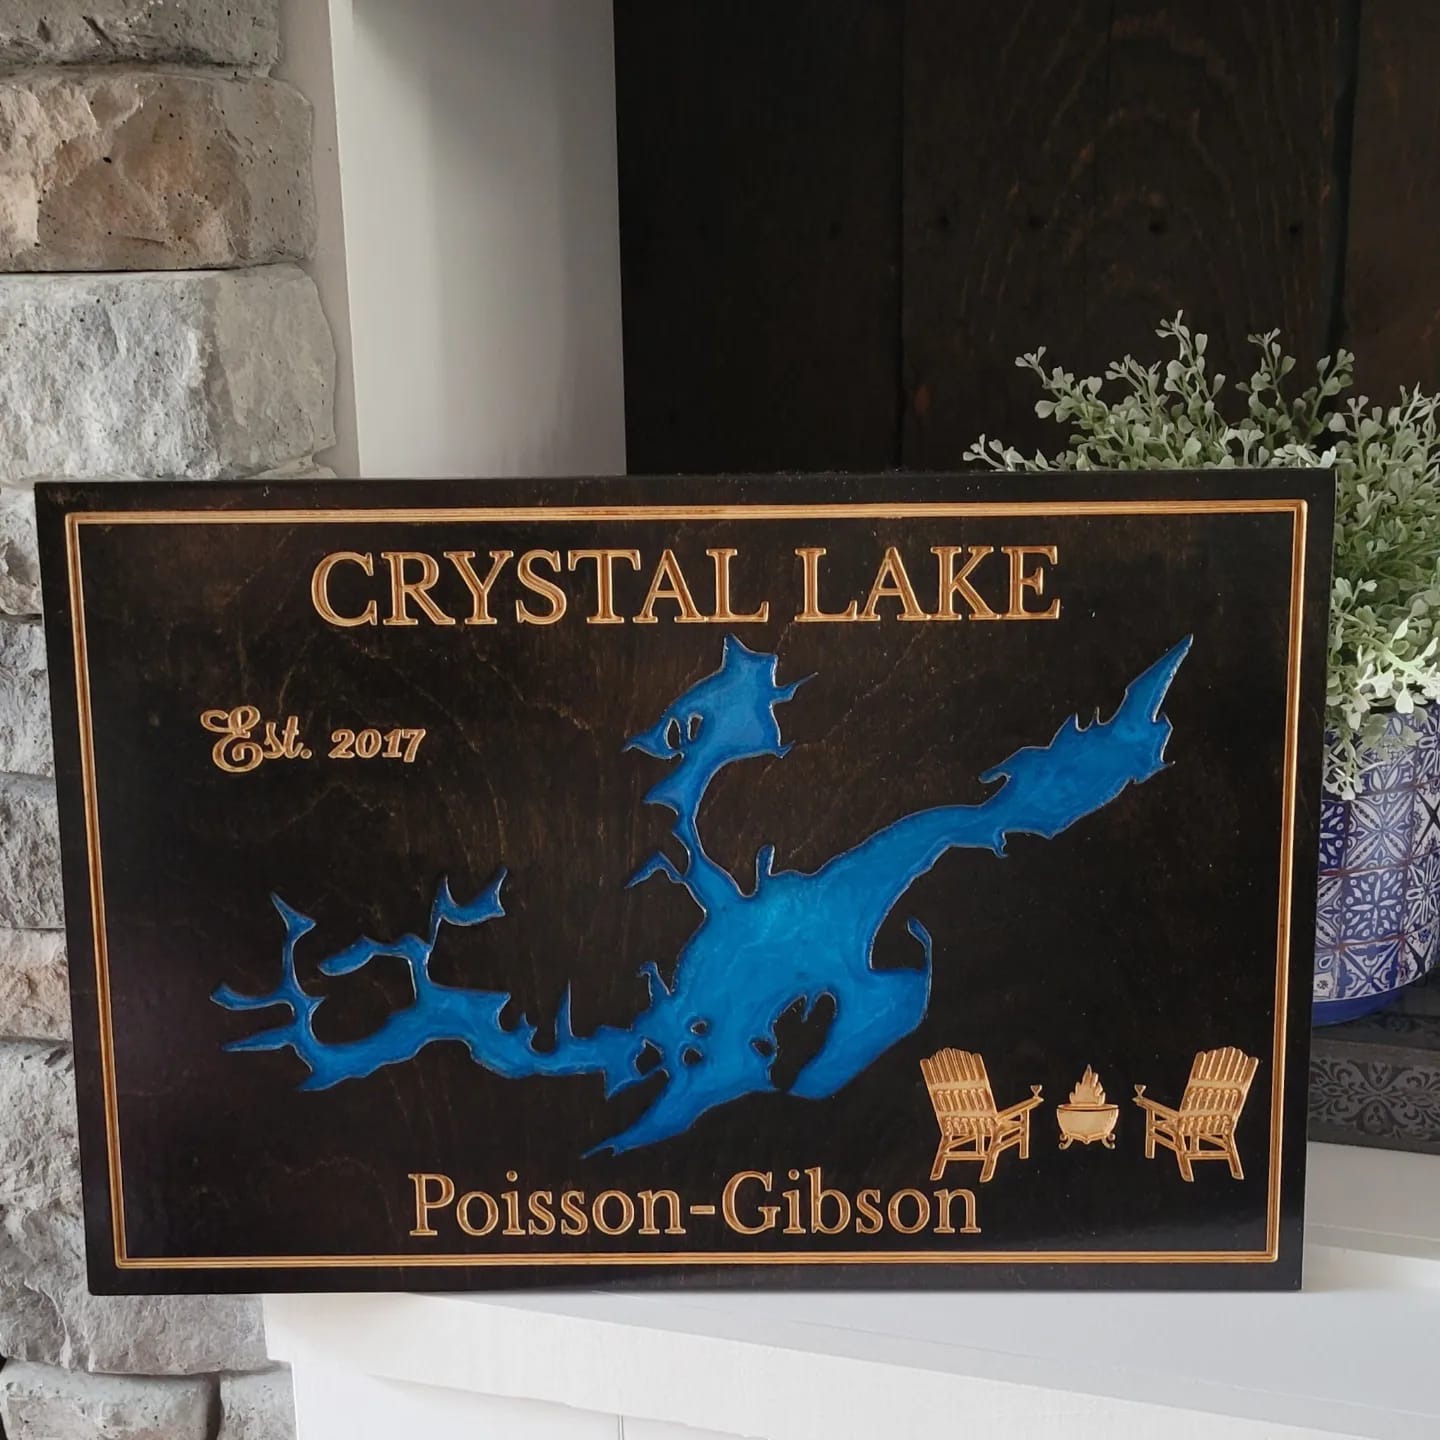 CRYSTAL LAKE
Est. 2017
Poisson-Gibson